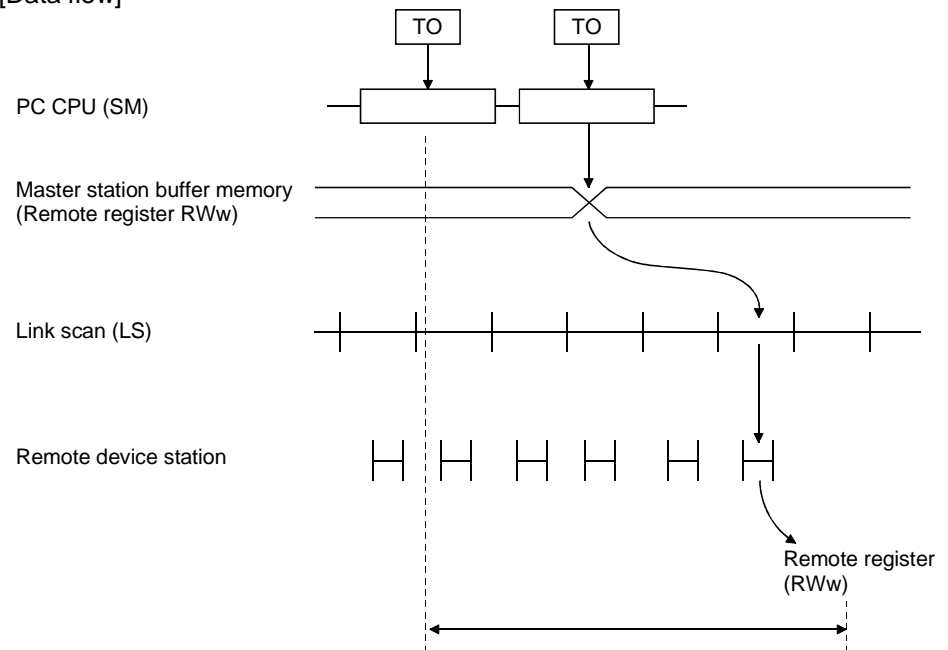 [Data flow]
TO TO
PC CPU (SM)
Master station buffer memory
(Remote register RWw)
Link scan (LS)
Remote device station
Remote register
(RWw)